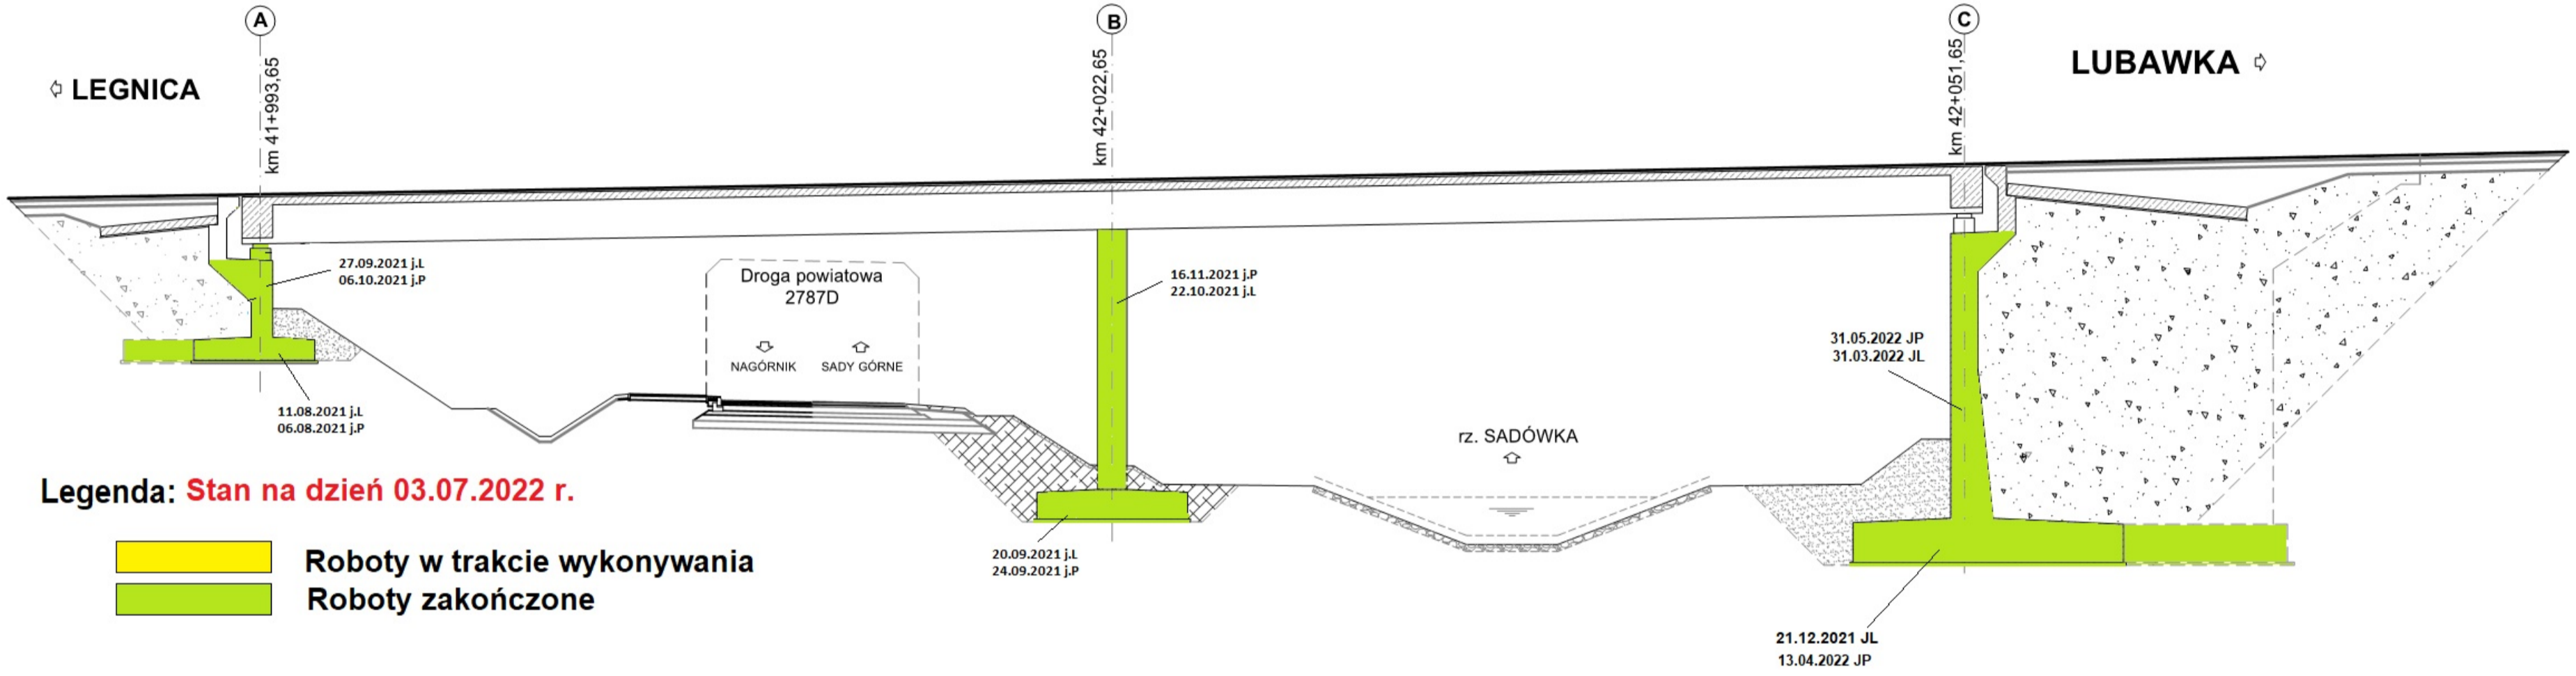 A
B
C
LEGNICA
km 41+993,65
km 42+022,65
km 42+051,65
LUBAWKA
27.09.2021 j.L
06.10.2021 j.P
Droga powiatowa
2787D
NAGÓRNIK
SADY GÓRNE
16.11.2021 j.P
22.10.2021 j.L
31.05.2022 JP
31.03.2022 JL
11.08.2021 j.L
06.08.2021 j.P
rz. SADÓWKA
Legenda: Stan na dzień 03.07.2022 r.
Roboty w trakcie wykonywania
Roboty zakończone
20.09.2021 j.L
24.09.2021 j.P
21.12.2021 JL
13.04.2022 JP